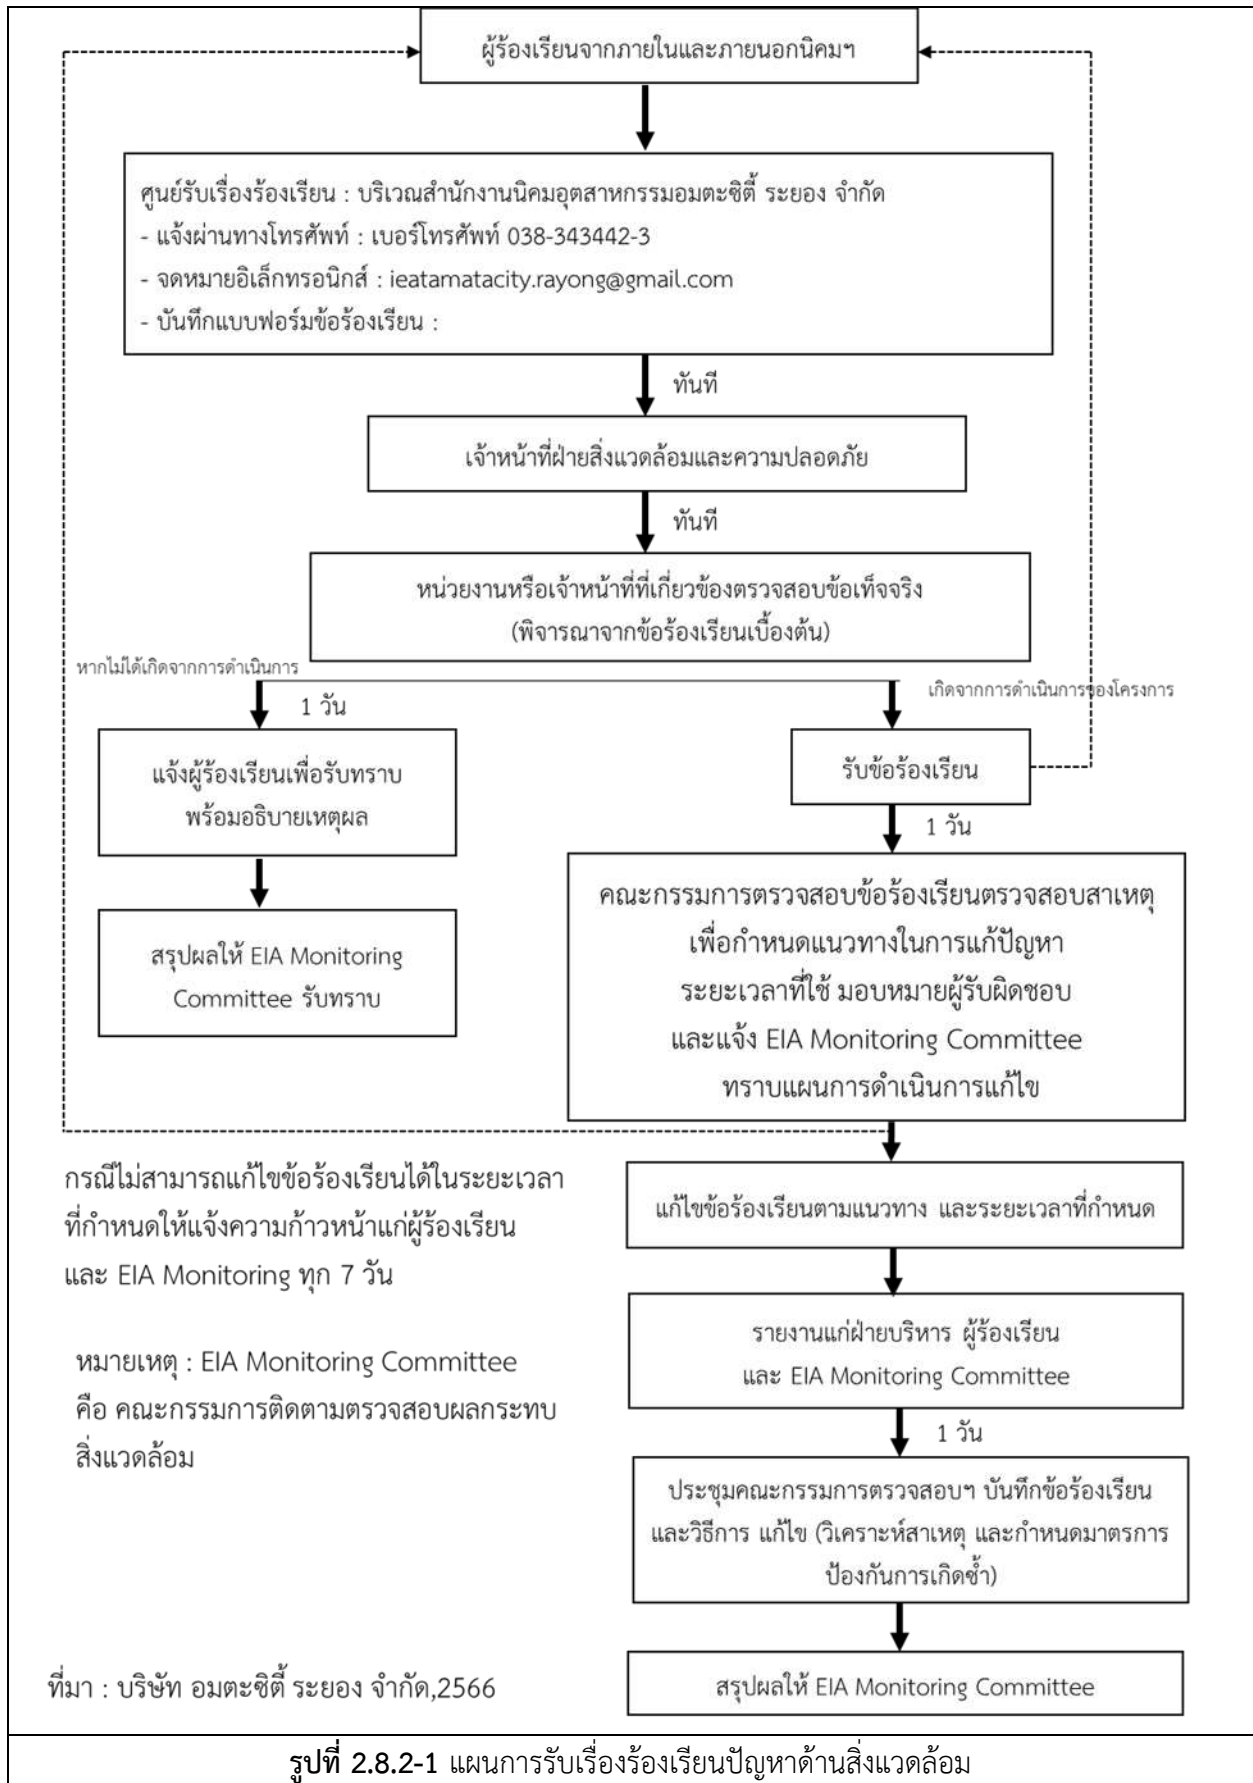 ผู้ร้องเรียนจากภายในและภายนอกนิคมฯ
ศูนย์รับเรื่องร้องเรียน : บริเวณสำนักงานนิคมอุตสาหกรรมอมตะซิตี้ ระยอง จำกัด
- แจ้งผ่านทางโทรศัพท์ : เบอร์โทรศัพท์ 038-343442-3
- จดหมายอิเล็กทรอนิกส์ : ieatamatacity.rayong@gmail.com
- บันทึกแบบฟอร์มข้อร้องเรียน :
ทันที
เจ้าหน้าที่ฝ่ายสิ่งแวดล้อมและความปลอดภัย
ทันที
หน่วยงานหรือเจ้าหน้าที่ที่เกี่ยวข้องตรวจสอบข้อเท็จจริง
(พิจารณาจากข้อร้องเรียนเบื้องต้น)
หากไม่ได้เกิดจากการดำเนินการ
1 วัน
เกิดจากการดำเนินการของโครงการ
แจ้งผู้ร้องเรียนเพื่อรับทราบ
พร้อมอธิบายเหตุผล
สรุปผลให้ EIA Monitoring
Committee รับทราบ
รับข้อร้องเรียน
1 วัน
คณะกรรมการตรวจสอบข้อร้องเรียนตรวจสอบสาเหตุ
เพื่อกำหนดแนวทางในการแก้ปัญหา
ระยะเวลาที่ใช้ มอบหมายผู้รับผิดชอบ
และแจ้ง EIA Monitoring Committee
ทราบแผนการดำเนินการแก้ไข
กรณีไม่สามารถแก้ไขข้อร้องเรียนได้ในระยะเวลา
ที่กำหนดให้แจ้งความก้าวหน้าแก่ผู้ร้องเรียน
และ EIA Monitoring ทุก 7 วัน
หมายเหตุ : EIA Monitoring Committee
คือ คณะกรรมการติดตามตรวจสอบผลกระทบ
สิ่งแวดล้อม
แก้ไขข้อร้องเรียนตามแนวทาง และระยะเวลาที่กำหนด
รายงานแก่ฝ่ายบริหาร ผู้ร้องเรียน
และ EIA Monitoring Committee
1 วัน
ประชุมคณะกรรมการตรวจสอบฯ บันทึกข้อร้องเรียน
และวิธีการ แก้ไข (วิเคราะห์สาเหตุ และกำหนดมาตรการ
ป้องกันการเกิดซ้ำ)
สรุปผลให้ EIA Monitoring Committee
ที่มา : บริษัท อมตะซิตี้ ระยอง จำกัด,2566
รูปที่ 2.8.2-1 แผนการรับเรื่องร้องเรียนปัญหาด้านสิ่งแวดล้อม